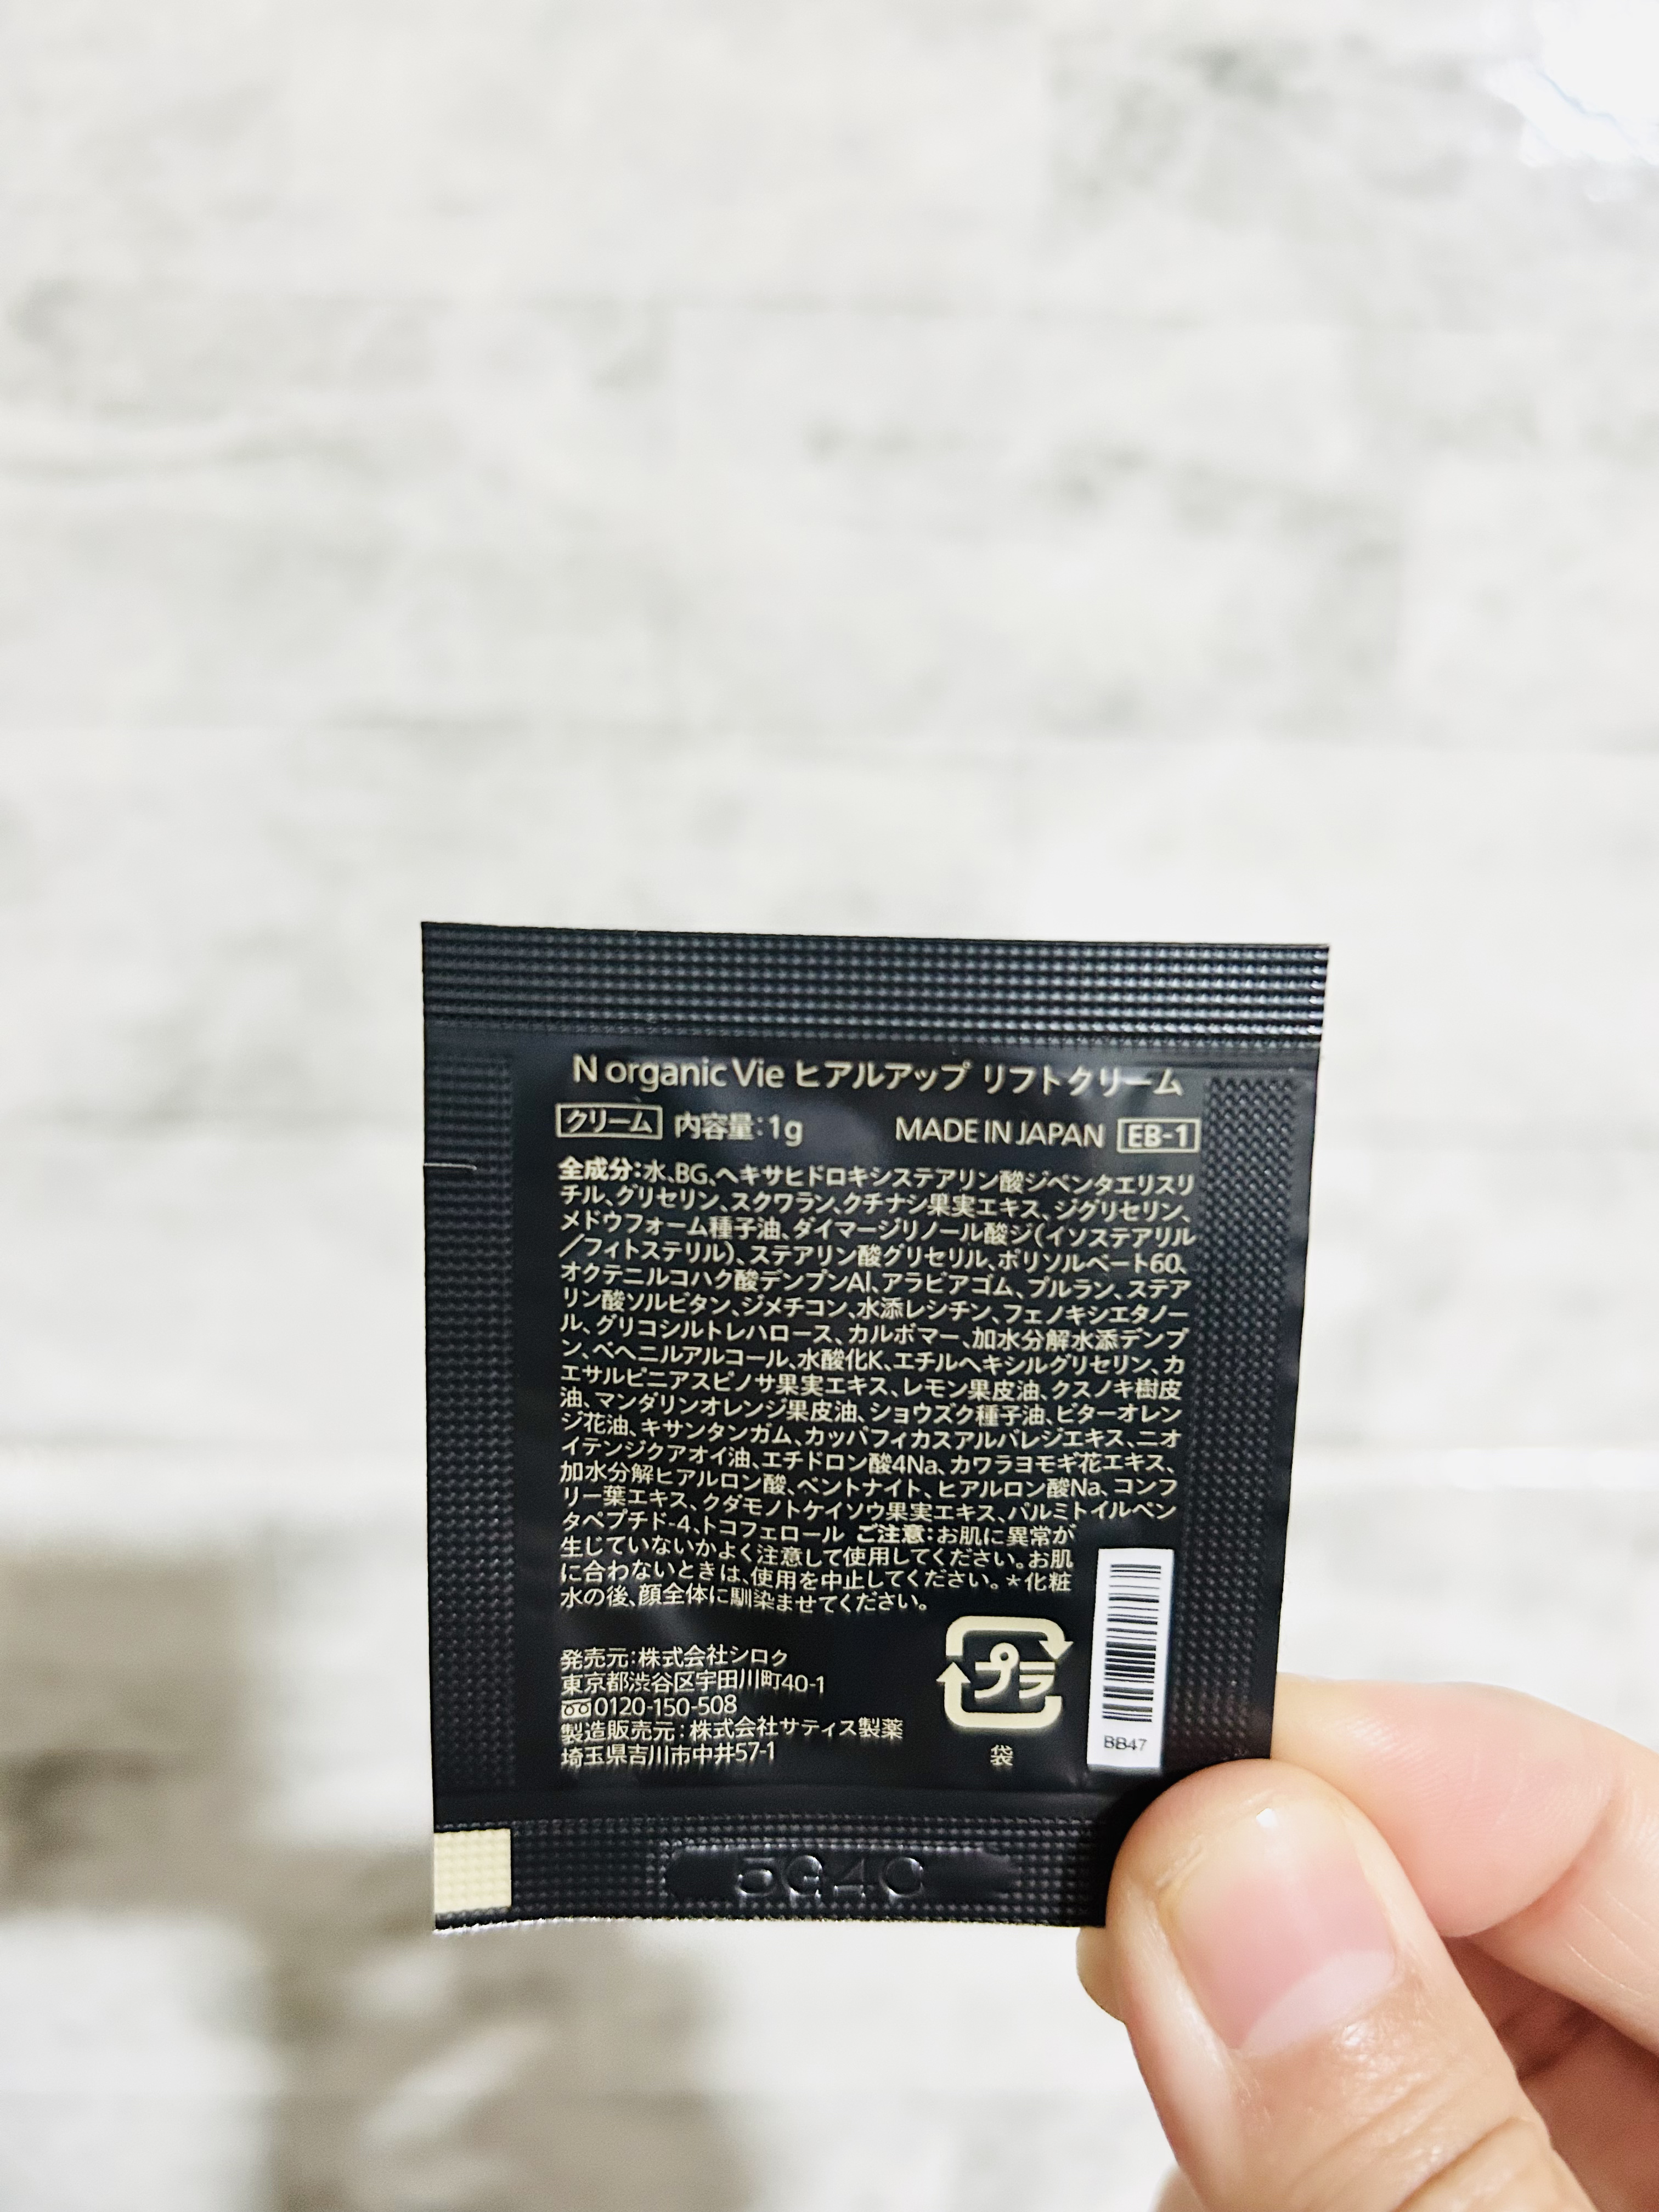 N organic Vie ヒアルアップ リフトクリーム
クリーム 内容量:1g MADE IN JAPAN EB-1
全成分:水、BG、ヘキサヒドロキシステアリン酸ジペンタエリスリ
チル、グリセリン、スクワラン、クチナシ果実エキス、ジグリセリン、
メドウフォーム種子油、ダイマージリノール酸ジ(イソステアリル
/フィトステリル)、ステアリン酸グリセリル、ポリソルベート60、
オクテニルコハク酸デンプンAl、アラビアゴム、プルラン、ステア
リン酸ソルビタン、ジメチコン、水添レシチン、フェノキシエタノー
ル、グリコシルトレハロース、カルボマー、加水分解水添デンプ
ン、ベヘニルアルコール、水酸化K、エチルヘキシルグリセリン、カ
エサルピニアスピノサ果実エキス、レモン果皮油、クスノキ樹皮
油、マンダリンオレンジ果皮油、ショウズク種子油、ビターオレン
ジ花油、キサンタンガム、カッパフィカスアルバレジエキス、ニオ
イテンジクアオイ油、エチドロン酸4Na、カワラヨモギ花エキス、
加水分解ヒアルロン酸、ベントナイト、ヒアルロン酸Na、コンフ
リー葉エキス、クダモノトケイソウ果実エキス、パルミトイルペン
タペプチド-4、トコフェロール ご注意:お肌に異常が
生じていないかよく注意して使用してください。お肌
に合わないときは、使用を中止してください。*化粧
水の後、顔全体に馴染ませてください。
発売元:株式会社シロク
東京都渋谷区宇田川町40-1
0120-150-508
製造販売元:株式会社サティス製薬
埼玉県吉川市中井57-1
プラ
袋
BB47
5G4C